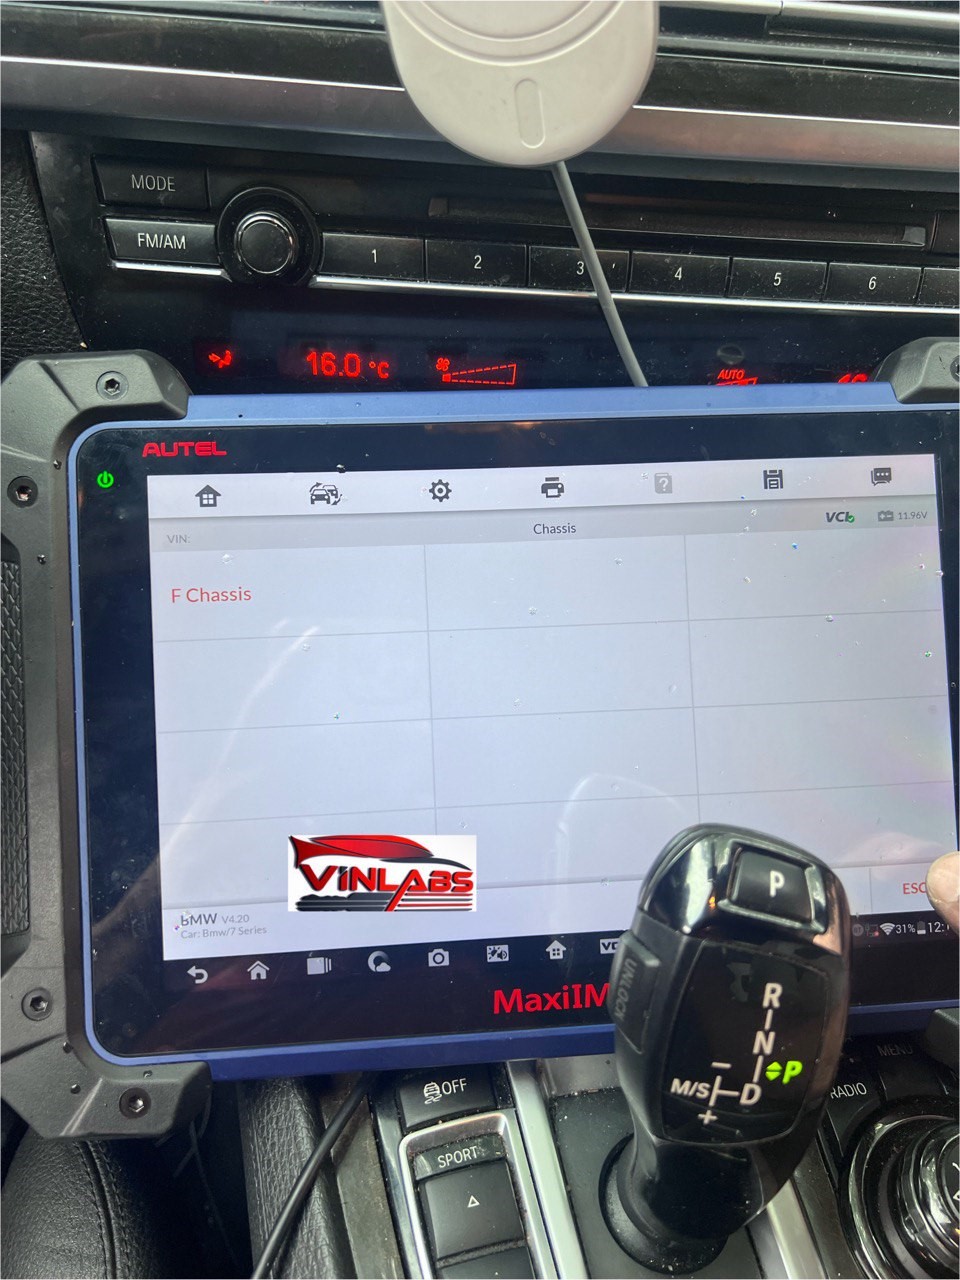 MODE
FM/AM
1
2
3
4
5
6
16.0 °C
AUTO
AUTEL
VCI
11.96V
VIN:
Chassis
F Chassis
VINLABS
ESC
BMW V4.20
Car: Bmw/7 Series
31%
MaxiIM
P
UNLOCK
R
N
P
M/S
D
+
OFF
SPORT
RADIO
MENU